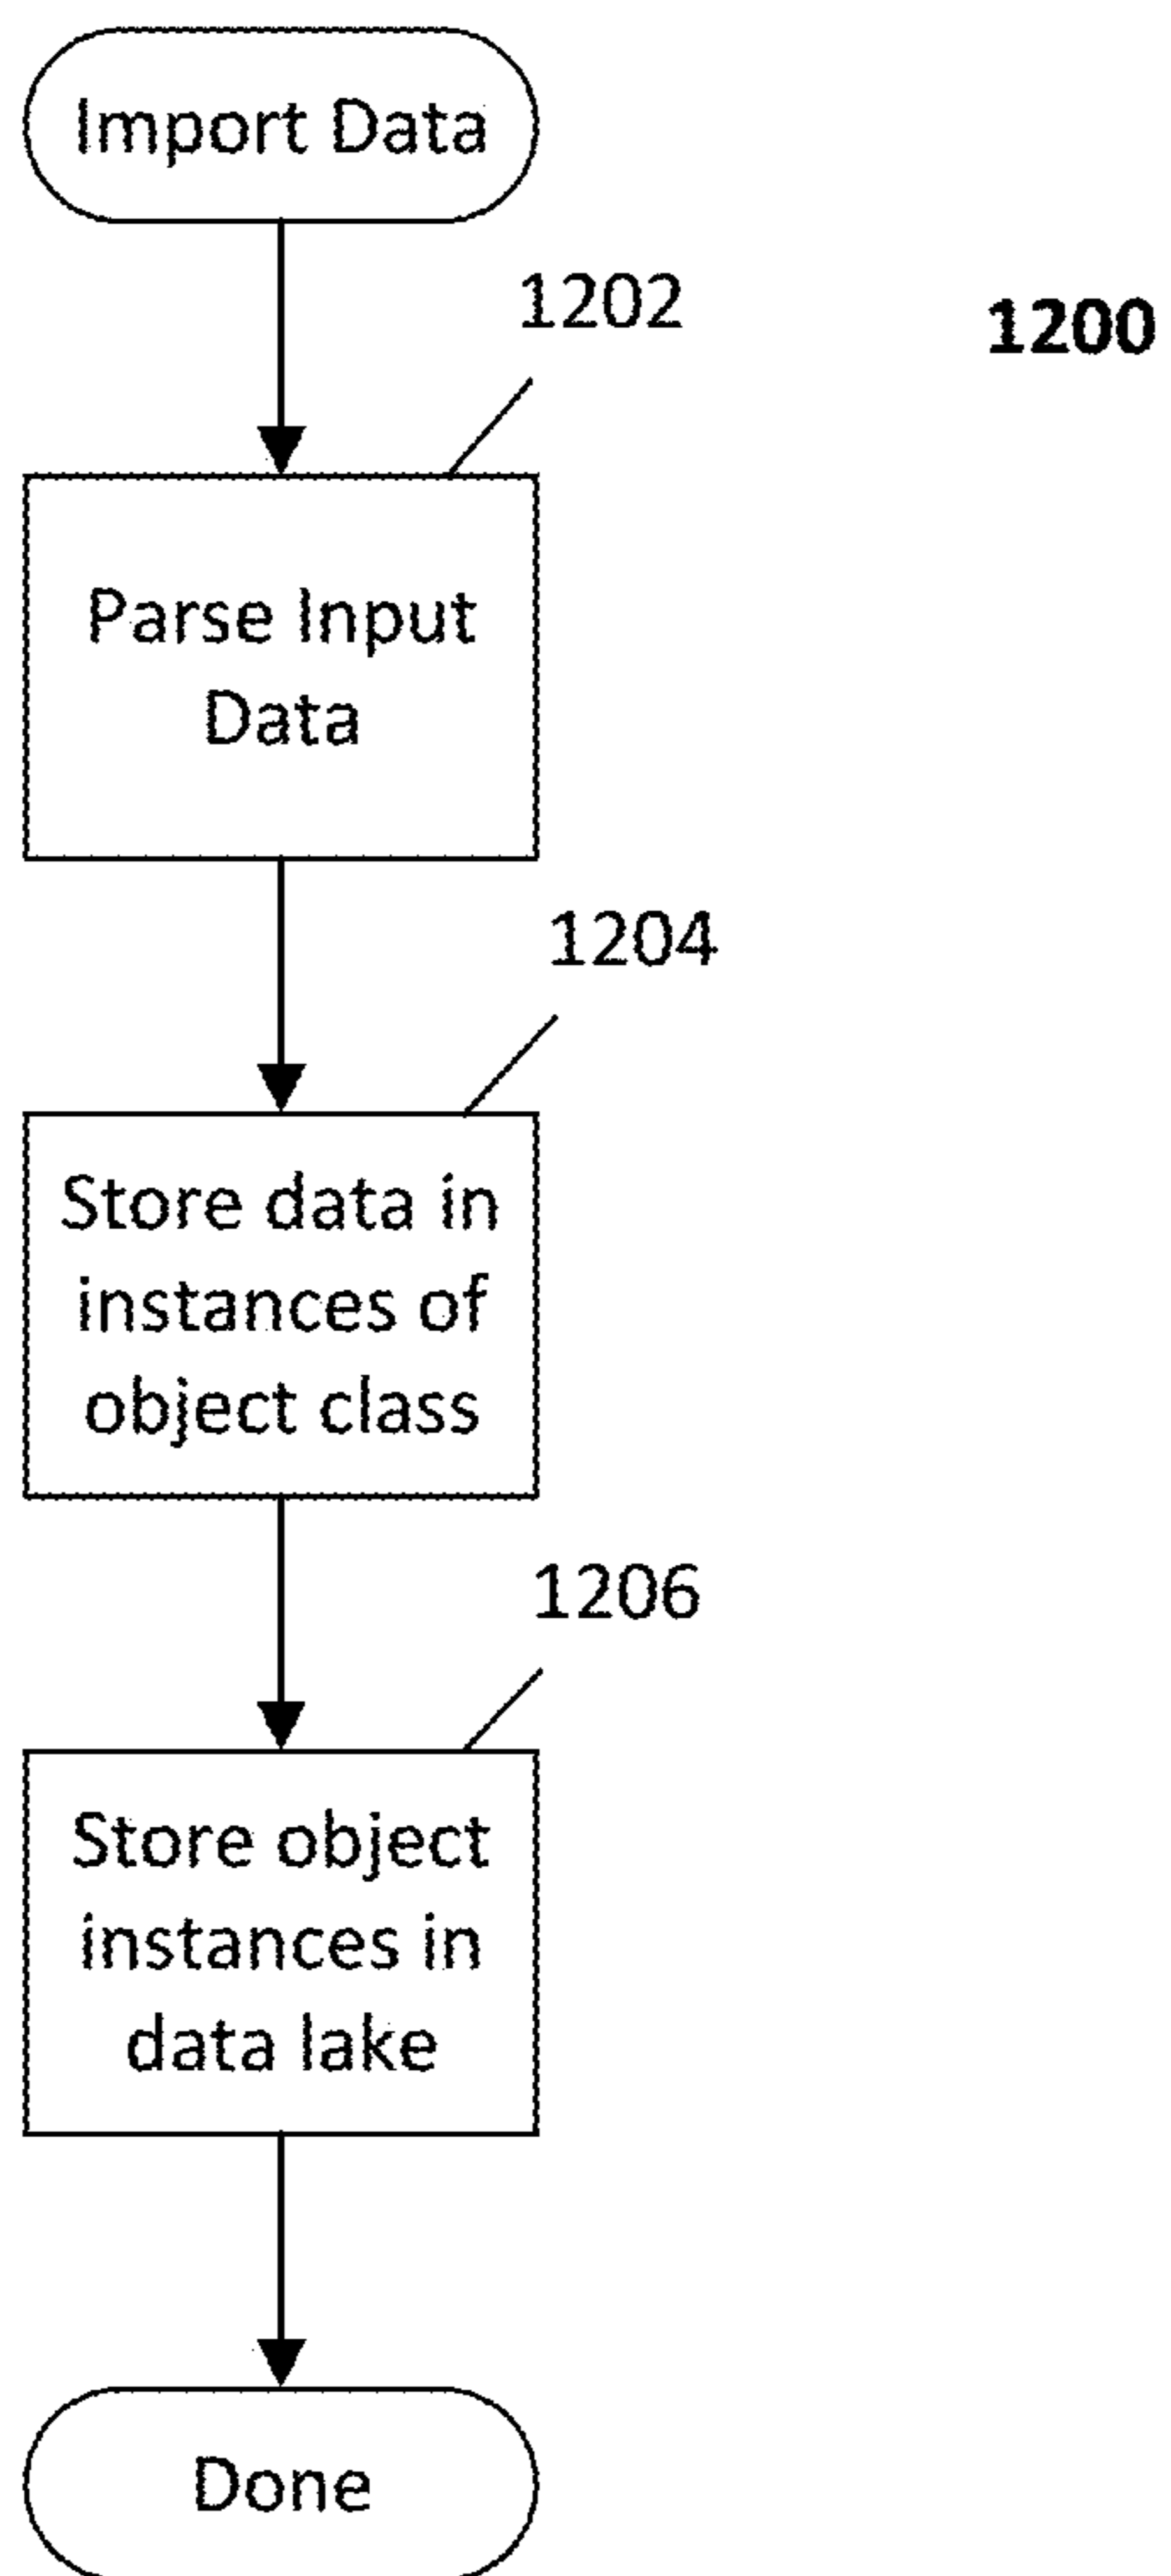 Import Data
1202
1200
Parse Input
Data
1204
Store data in
instances of
object class
1206
Store object
instances in
data lake
Done